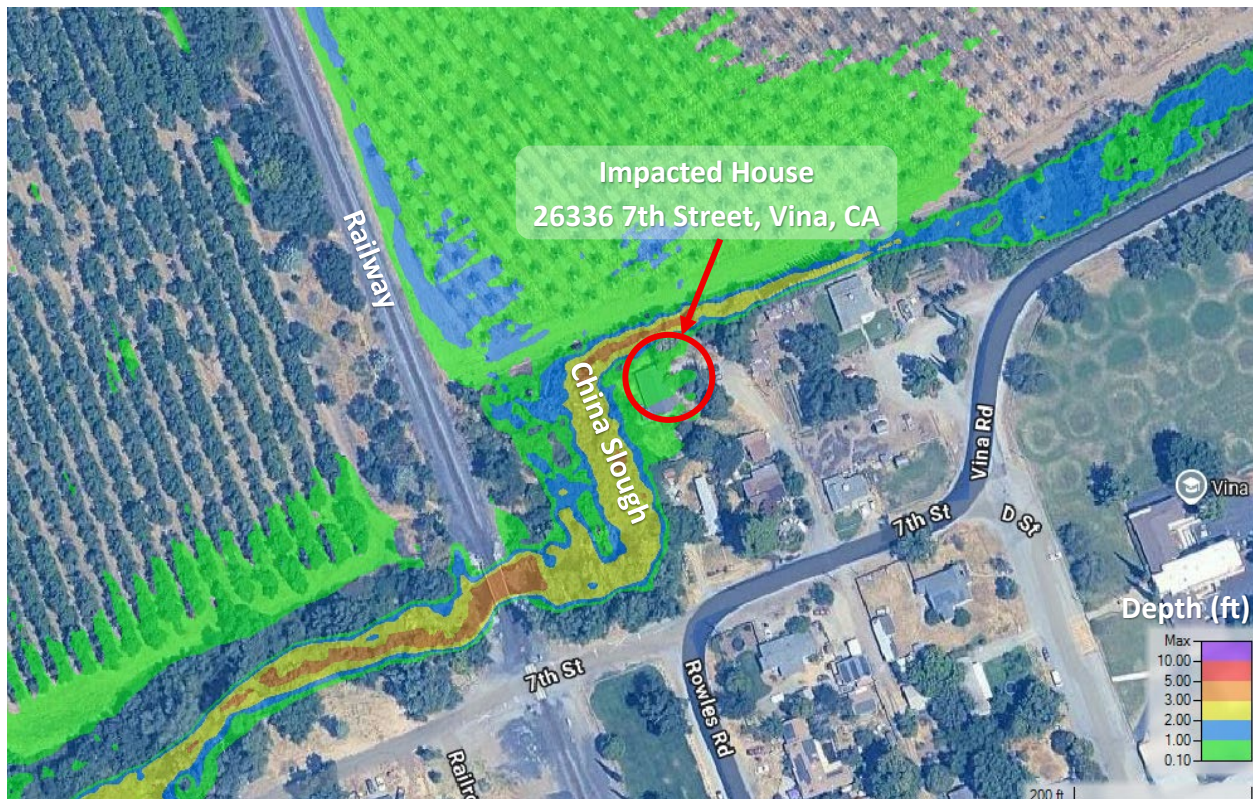 Impacted House
26336 7th Street, Vina, CA
Railway
China Slough
Vina Rd
Vina
7th St
D St
7th St
Rowles Rd
Depth (ft)
Max
10.00
5.00
3.00
2.00
1.00
0.10
200 ft